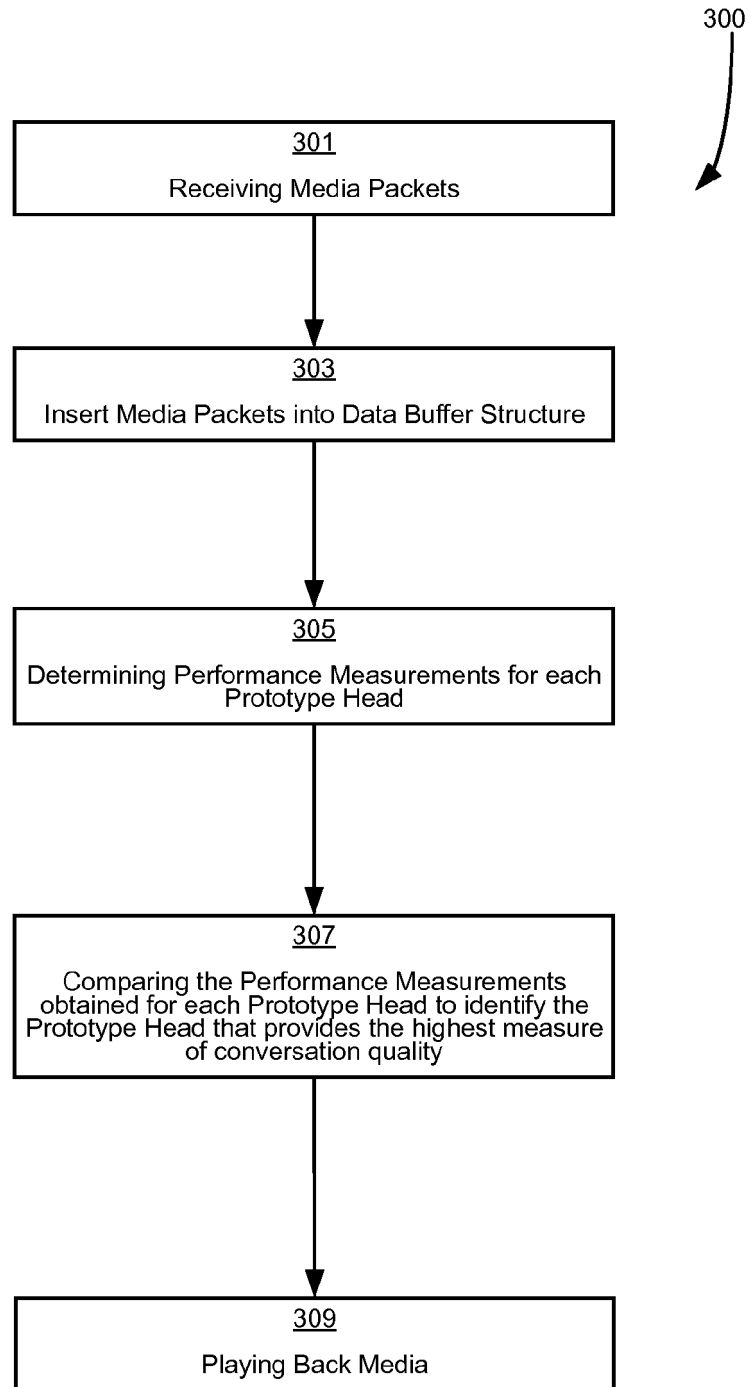 300
301
Receiving Media Packets
303
Insert Media Packets into Data Buffer Structure
305
Determining Performance Measurements for each
Prototype Head
307
Comparing the Performance Measurements
obtained for each Prototype Head to identify the
Prototype Head that provides the highest measure
of conversation quality
309
Playing Back Media